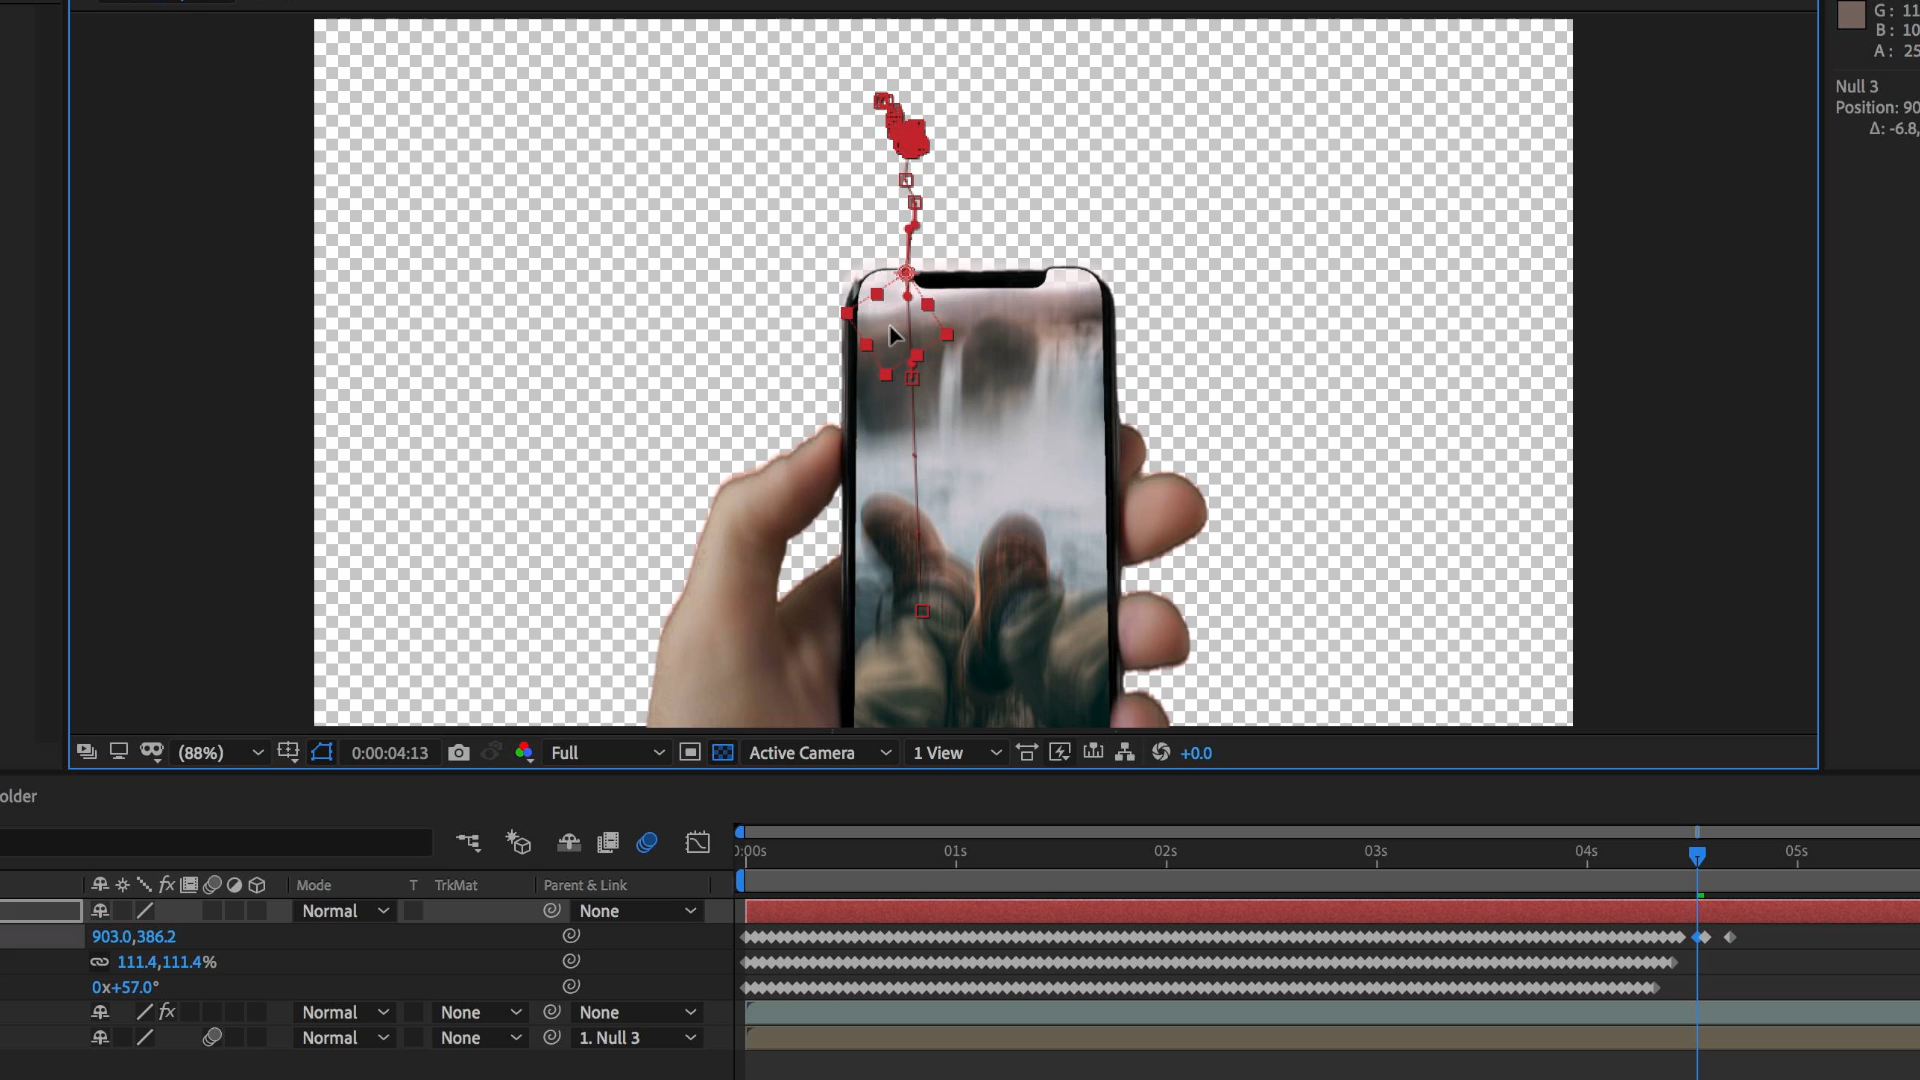 G: 11
B: 10
A: 25
Null 3
Position: 90
Δ: -6.8,
(88%)
0:00:04:13
Full
Active Camera
1 View
+0.0
older
0:00s
01s
02s
03s
04s
05s
fx
Mode
T
TrkMat
Parent & Link
Normal
None
903.0,386.2
111.4,111.4%
0x+57.0°
fx
Normal
None
None
Normal
None
1. Null 3